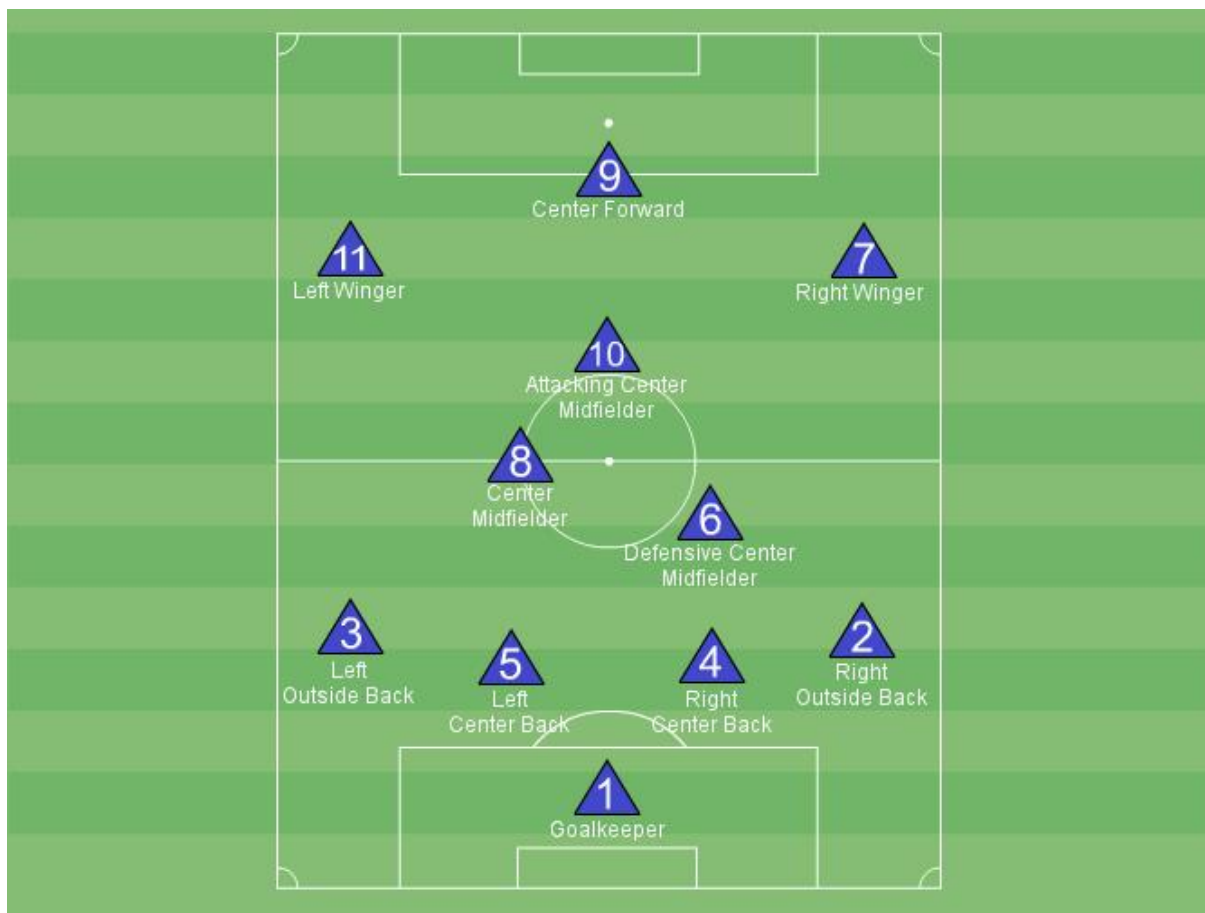 9
Center Forward
11
7
Left Winger
Right Winger
10
Attacking Center
Midfielder
8
Center
Midfielder
6
Defensive Center
Midfielder
3
Left
Outside Back
5
Left
Center Back
4
Right
Center Back
2
Right
Outside Back
1
Goalkeeper